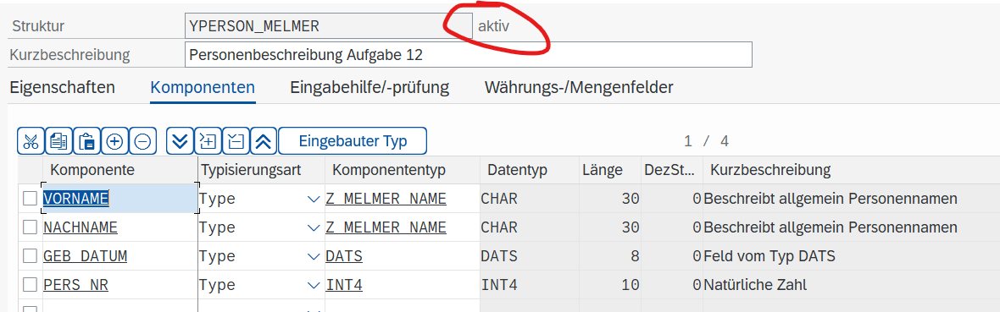 Struktur YPERSON_MELMER aktiv
Kurzbeschreibung Personenbeschreibung Aufgabe 12
Eigenschaften Komponenten Eingabehilfe/-prüfung Währungs-/Mengenfelder
Eingebauter Typ 1 / 4
Komponente Typisierungsart Komponententyp Datentyp Länge DezSt... Kurzbeschreibung
VORNAME Type Z_MELMER_NAME CHAR 30 0 Beschreibt allgemein Personennamen
NACHNAME Type Z_MELMER_NAME CHAR 30 0 Beschreibt allgemein Personennamen
GEB_DATUM Type DATS DATS 8 0 Feld vom Typ DATS
PERS_NR Type INT4 INT4 10 0 Natürliche Zahl